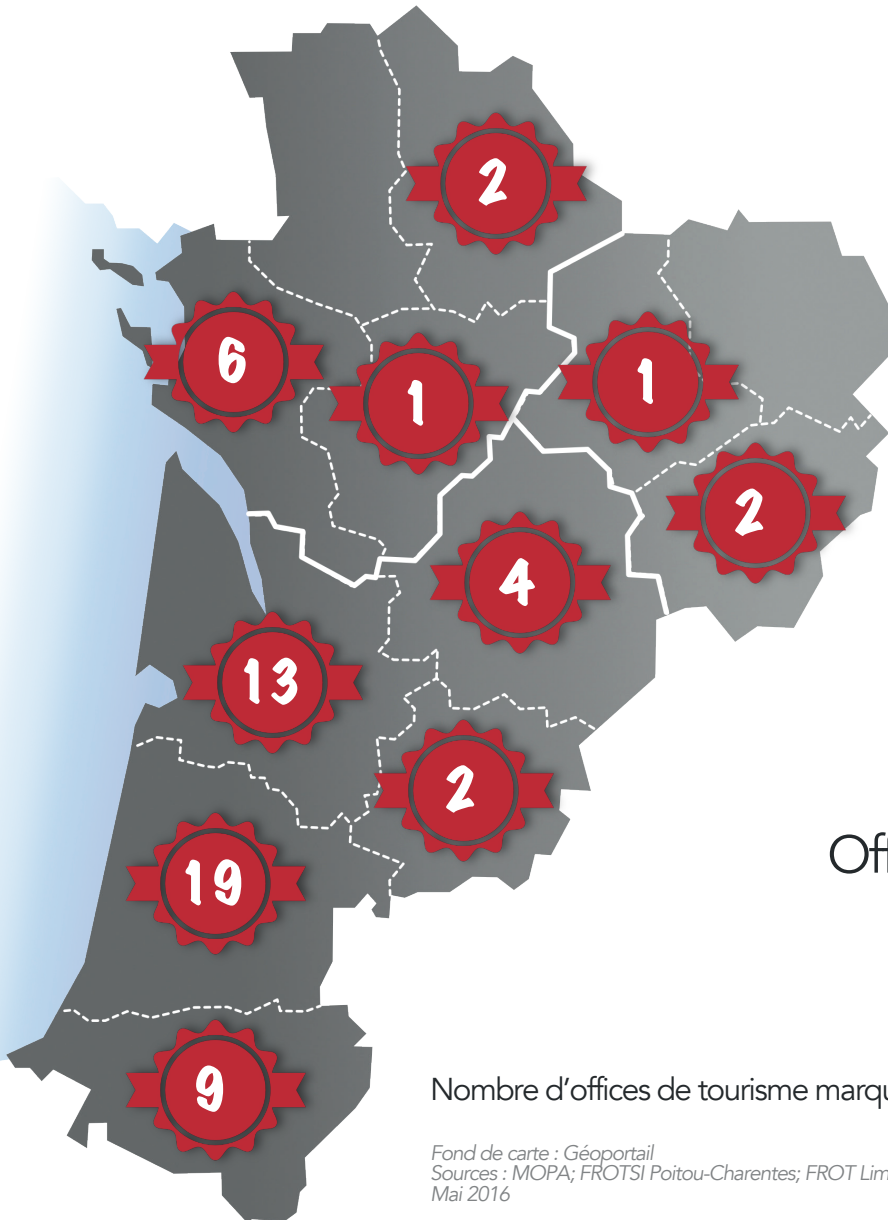 2
6
1
1
2
4
13
2
19
9
Off
Nombre d'offices de tourisme marqu
Fond de carte : Géoportail
Sources : MOPA; FROTSI Poitou-Charentes; FROT Lim
Mai 2016